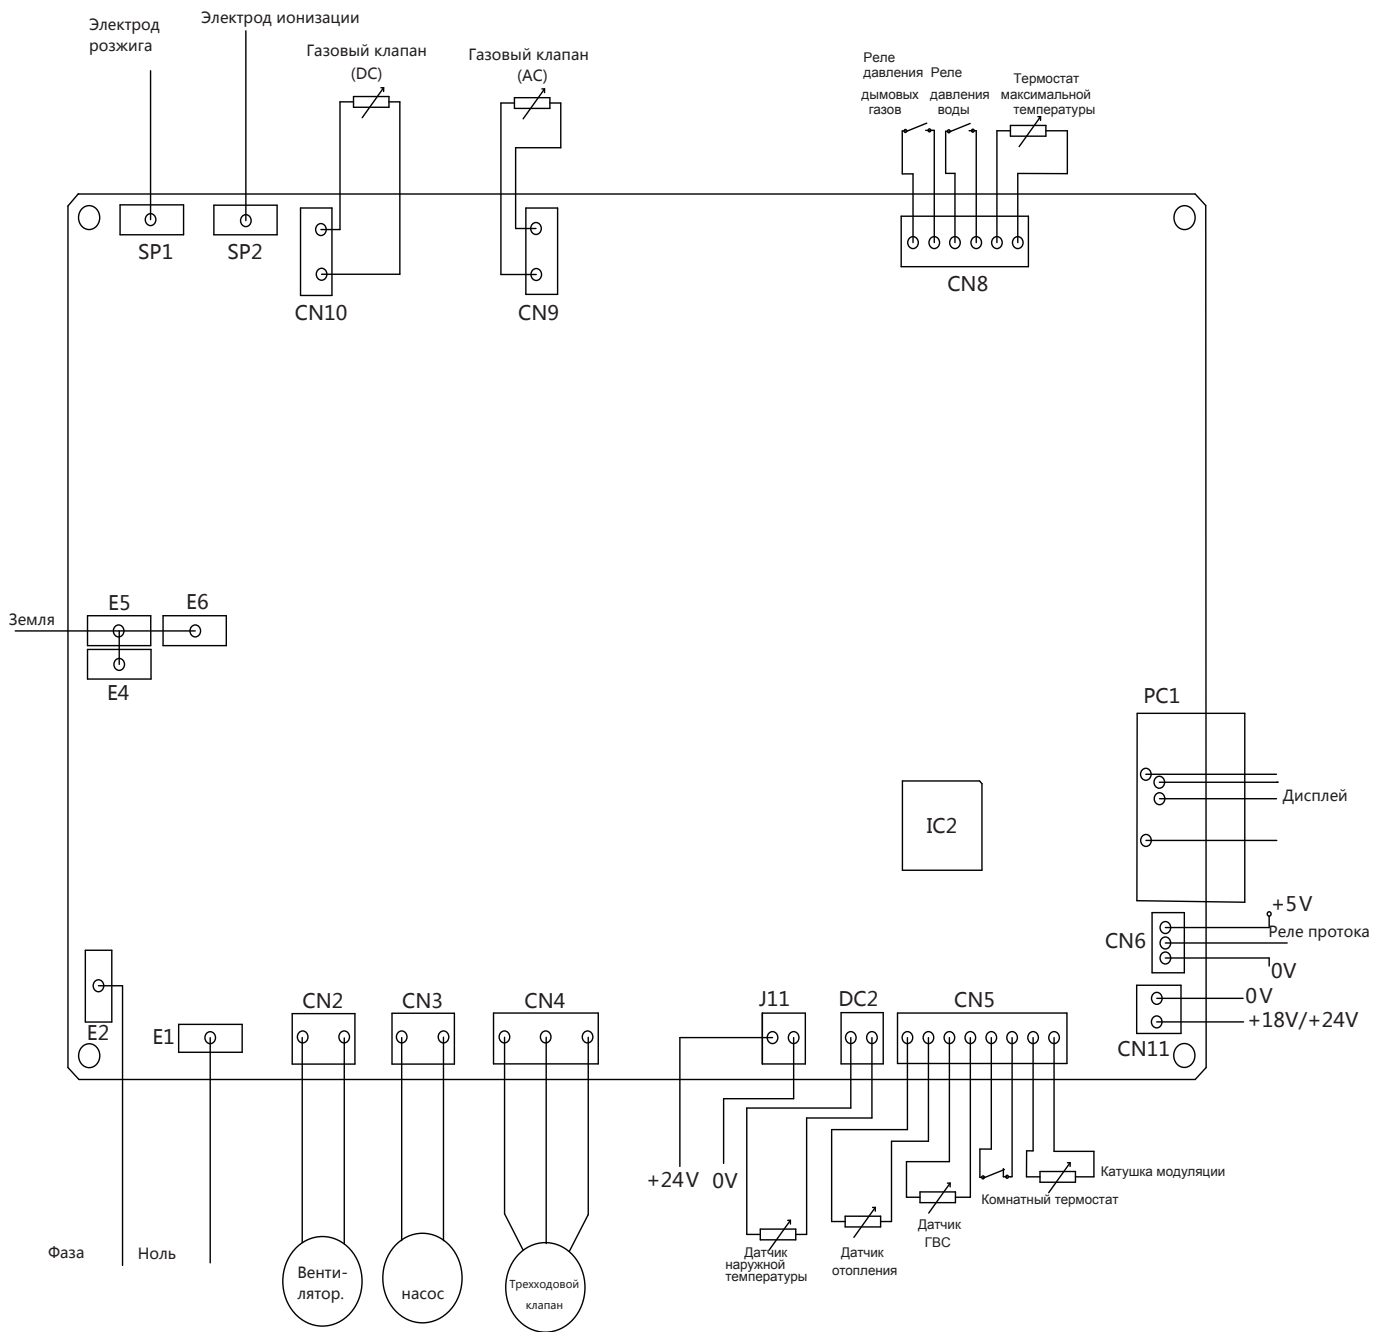 Электрод
розжига
Электрод ионизации
Газовый клапан
(DC)
Газовый клапан
(AC)
Реле
давления
дымовых
газов
Реле
давления
воды
Термостат
максимальной
температуры
SP1
SP2
CN10
CN9
CN8
Земля
E5
E6
E4
PC1
Дисплей
IC2
+5V
CN6
Реле протока
0V
0V
+18V/+24V
CN11
E2
E1
CN2
CN3
CN4
J11
DC2
CN5
+24V
0V
Катушка модуляции
Комнатный термостат
Датчик
ГВС
Датчик
отопления
Датчик
наружной
температуры
Фаза
Ноль
Венти-
лятор.
насос
Трехходовой
клапан